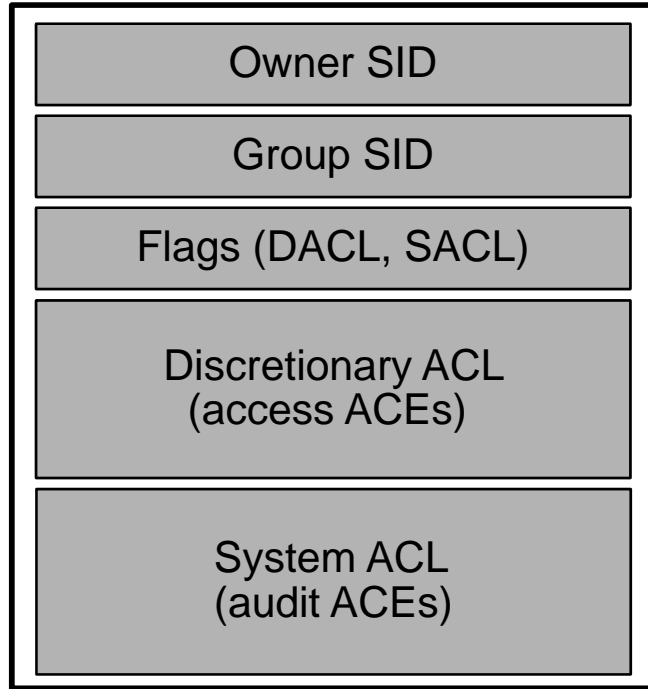 Owner SID
Group SID
Flags (DACL, SACL)
Discretionary ACL
(access ACEs)
System ACL
(audit ACEs)